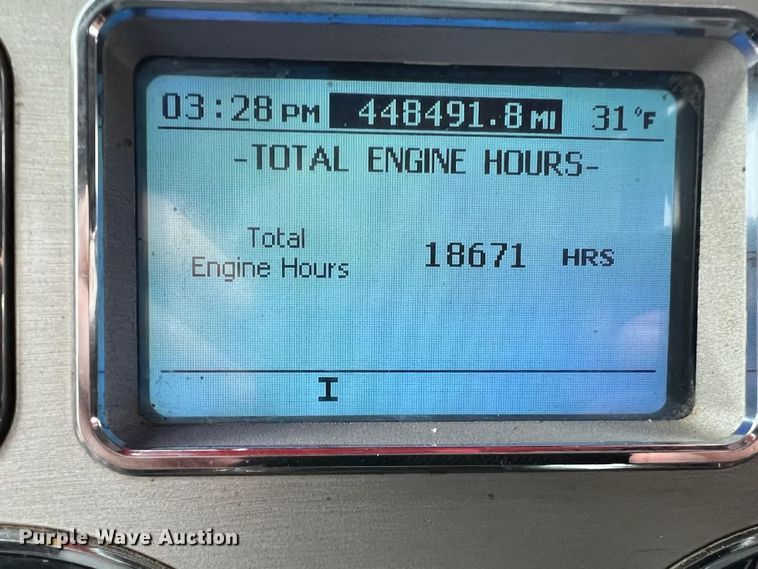 03:28 PM 448491.8 MI 31°F
-TOTAL ENGINE HOURS-
Total
Engine Hours 18671 HRS
I
Purple Wave Auction